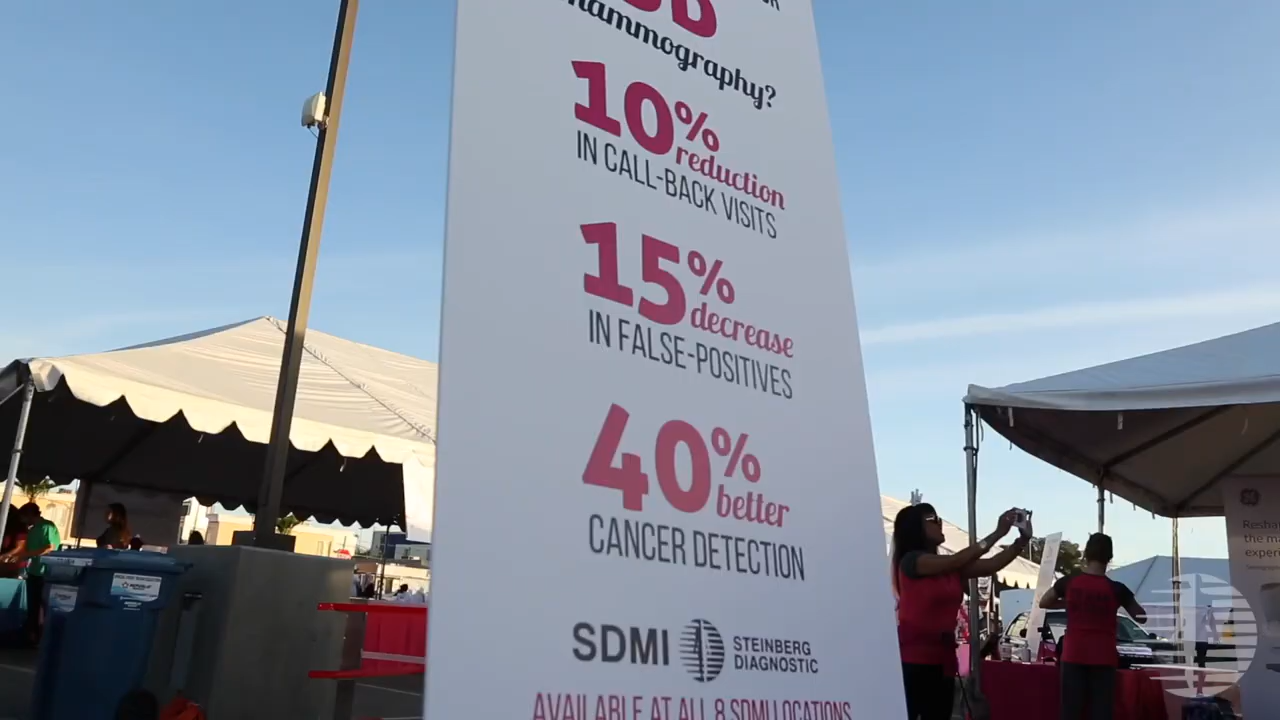 3D
mammography?
10%
reduction
IN CALL-BACK VISITS
15%
decrease
IN FALSE-POSITIVES
40%
better
CANCER DETECTION
SDMI
STEINBERG
DIAGNOSTIC
AVAILABLE AT ALL 8 SDMI LOCATIONS